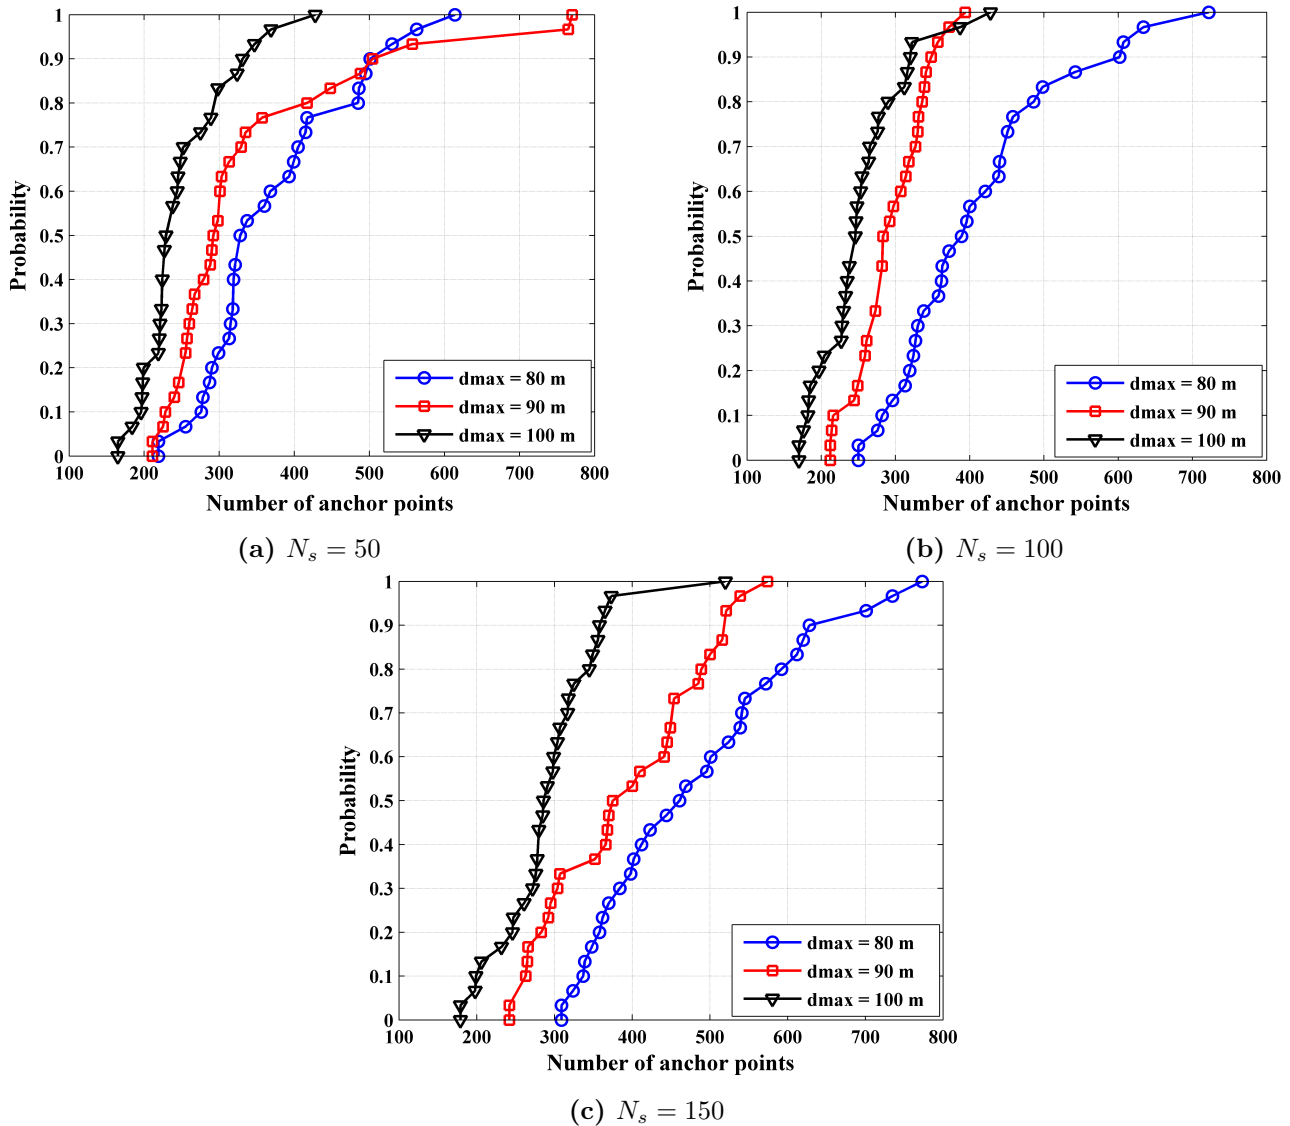 1
0.9
0.8
0.7
0.6
0.5
0.4
0.3
0.2
0.1
0
Probability
100 200 300 400 500 600 700 800
Number of anchor points
dmax = 80 m
dmax = 90 m
dmax = 100 m
(a) N_s = 50
1
0.9
0.8
0.7
0.6
0.5
0.4
0.3
0.2
0.1
0
Probability
100 200 300 400 500 600 700 800
Number of anchor points
dmax = 80 m
dmax = 90 m
dmax = 100 m
(b) N_s = 100
1
0.9
0.8
0.7
0.6
0.5
0.4
0.3
0.2
0.1
0
Probability
100 200 300 400 500 600 700 800
Number of anchor points
dmax = 80 m
dmax = 90 m
dmax = 100 m
(c) N_s = 150